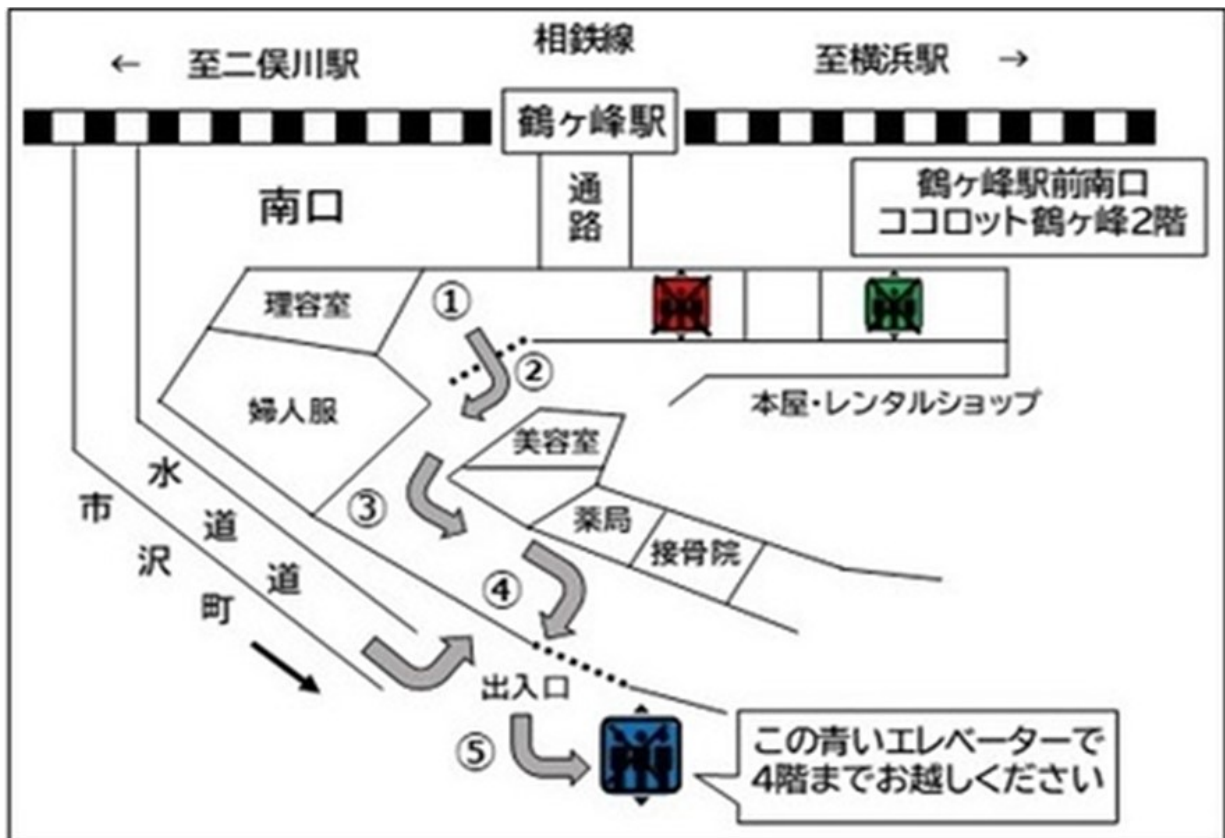 相鉄線
← 至二俣川駅
至横浜駅 →
鶴ヶ峰駅
通路
南口
鶴ヶ峰駅前南口
ココロット鶴ヶ峰2階
理容室
①
②
婦人服
本屋・レンタルショップ
美容室
③
薬局
接骨院
水道道
市沢町
④
出入口
⑤
この青いエレベーターで
4階までお越しください